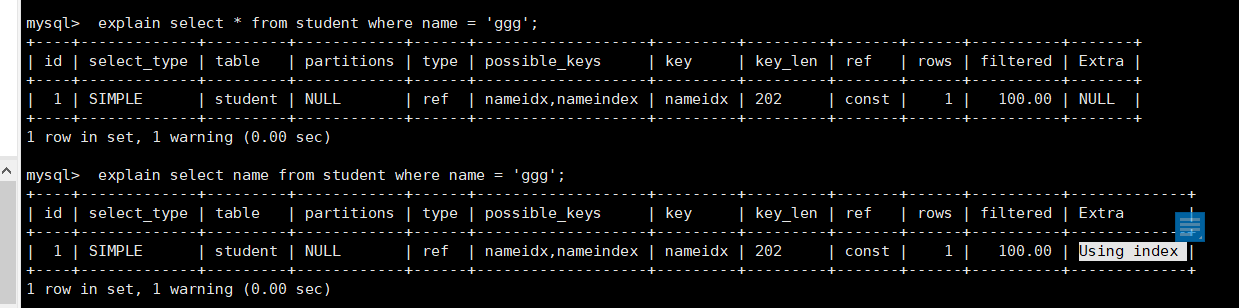 mysql>  explain select * from student where name = 'ggg';
+----+-------------+---------+------------+------+-------------------+---------+---------+-------+------+----------+-------+
| id | select_type | table   | partitions | type | possible_keys     | key     | key_len | ref   | rows | filtered | Extra |
+----+-------------+---------+------------+------+-------------------+---------+---------+-------+------+----------+-------+
|  1 | SIMPLE      | student | NULL       | ref  | nameidx,nameindex | nameidx | 202     | const |    1 |   100.00 | NULL  |
+----+-------------+---------+------------+------+-------------------+---------+---------+-------+------+----------+-------+
1 row in set, 1 warning (0.00 sec)
mysql>  explain select name from student where name = 'ggg';
+----+-------------+---------+------------+------+-------------------+---------+---------+-------+------+----------+-------------+
| id | select_type | table   | partitions | type | possible_keys     | key     | key_len | ref   | rows | filtered | Extra       |
+----+-------------+---------+------------+------+-------------------+---------+---------+-------+------+----------+-------------+
|  1 | SIMPLE      | student | NULL       | ref  | nameidx,nameindex | nameidx | 202     | const |    1 |   100.00 | Using index |
+----+-------------+---------+------------+------+-------------------+---------+---------+-------+------+----------+-------------+
1 row in set, 1 warning (0.00 sec)